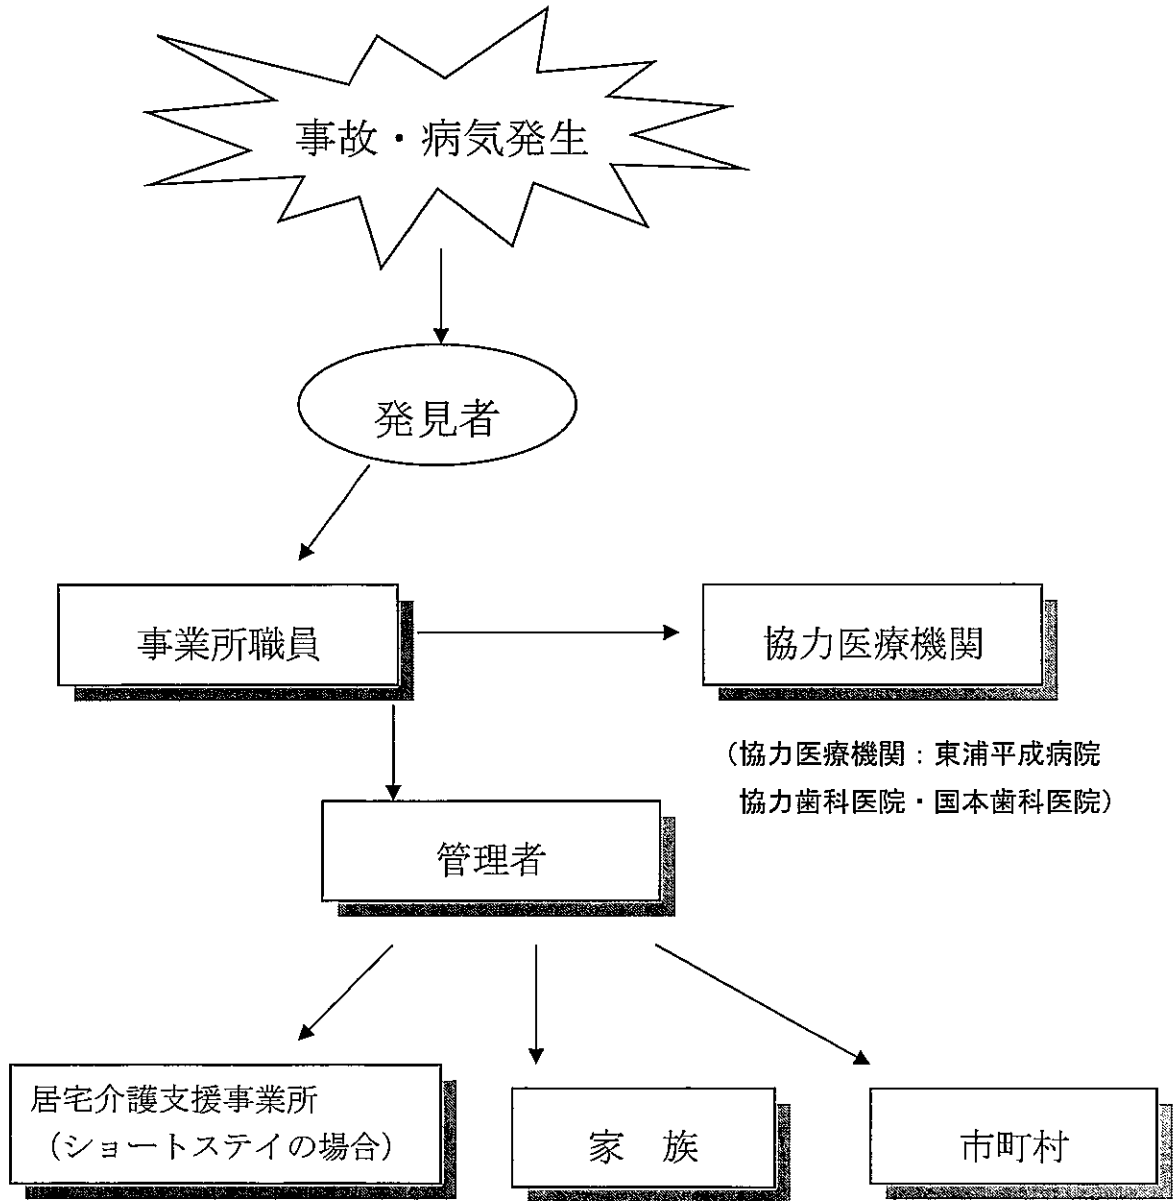 事故・病気発生
発見者
事業所職員
協力医療機関
（協力医療機関：東浦平成病院
協力歯科医院・国本歯科医院）
管理者
居宅介護支援事業所
（ショートステイの場合）
家　族
市町村